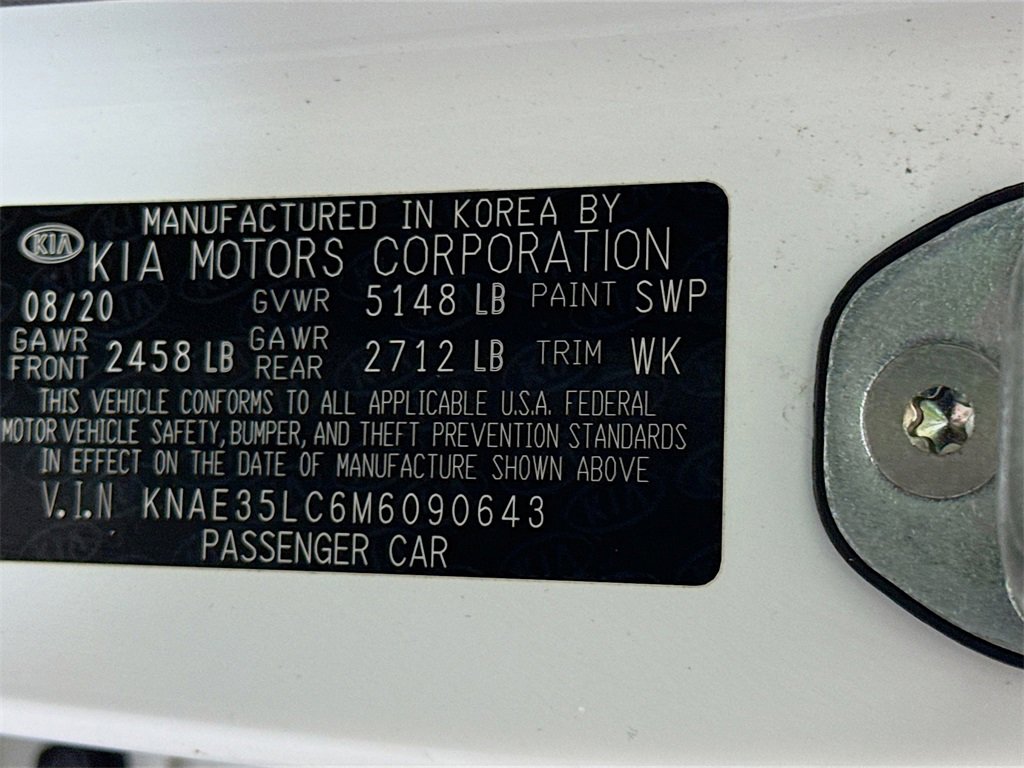 MANUFACTURED IN KOREA BY
KIA KIA MOTORS CORPORATION
08/20 GVWR 5148 LB PAINT SWP
GAWR FRONT 2458 LB GAWR REAR 2712 LB TRIM WK
THIS VEHICLE CONFORMS TO ALL APPLICABLE U.S.A. FEDERAL
MOTOR VEHICLE SAFETY, BUMPER, AND THEFT PREVENTION STANDARDS
IN EFFECT ON THE DATE OF MANUFACTURE SHOWN ABOVE
V.I.N KNAE35LC6M6090643
PASSENGER CAR